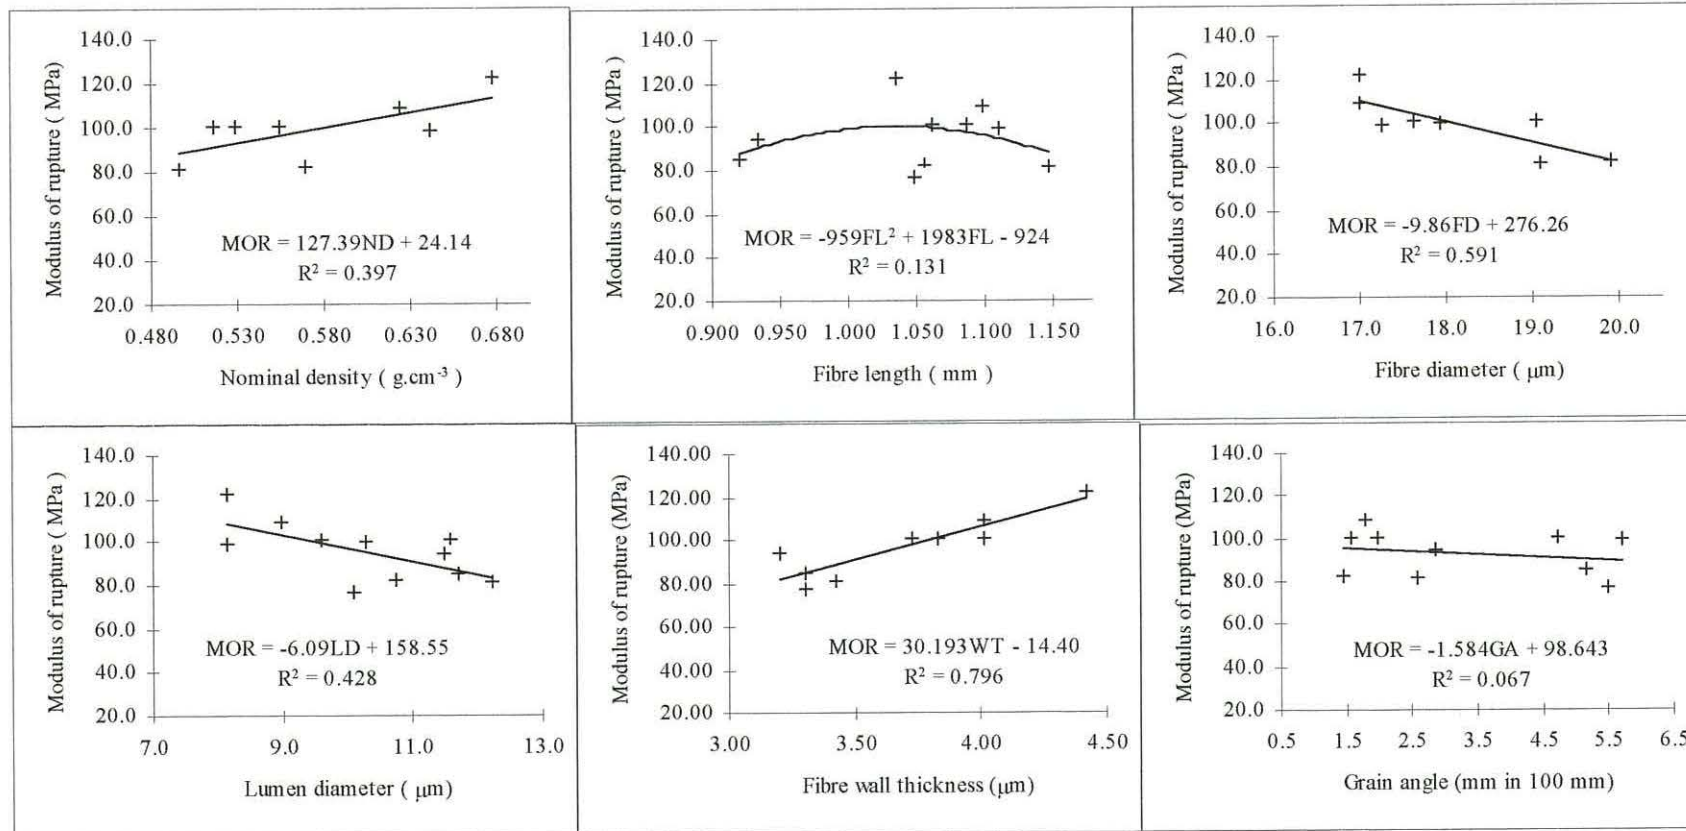 Modulus of rupture ( MPa)
140.0
120.0
100.0
80.0
60.0
40.0
20.0
MOR = 127.39ND + 24.14
R² = 0.397
0.480 0.530 0.580 0.630 0.680
Nominal density ( g.cm⁻³ )
Modulus of rupture ( MPa )
140.0
120.0
100.0
80.0
60.0
40.0
20.0
MOR = -959FL² + 1983FL - 924
R² = 0.131
0.900 0.950 1.000 1.050 1.100 1.150
Fibre length ( mm )
Modulus of rupture ( MPa)
140.0
120.0
100.0
80.0
60.0
40.0
20.0
MOR = -9.86FD + 276.26
R² = 0.591
16.0 17.0 18.0 19.0 20.0
Fibre diameter ( μm)
Modulus of rupture ( MPa )
140.0
120.0
100.0
80.0
60.0
40.0
20.0
MOR = -6.09LD + 158.55
R² = 0.428
7.0 9.0 11.0 13.0
Lumen diameter ( μm)
Modulus of rupture (MPa)
140.00
120.00
100.00
80.00
60.00
40.00
20.00
MOR = 30.193WT - 14.40
R² = 0.796
3.00 3.50 4.00 4.50
Fibre wall thickness (μm)
Modulus of rupture (MPa)
140.0
120.0
100.0
80.0
60.0
40.0
20.0
MOR = -1.584GA + 98.643
R² = 0.067
0.5 1.5 2.5 3.5 4.5 5.5 6.5
Grain angle (mm in 100 mm)